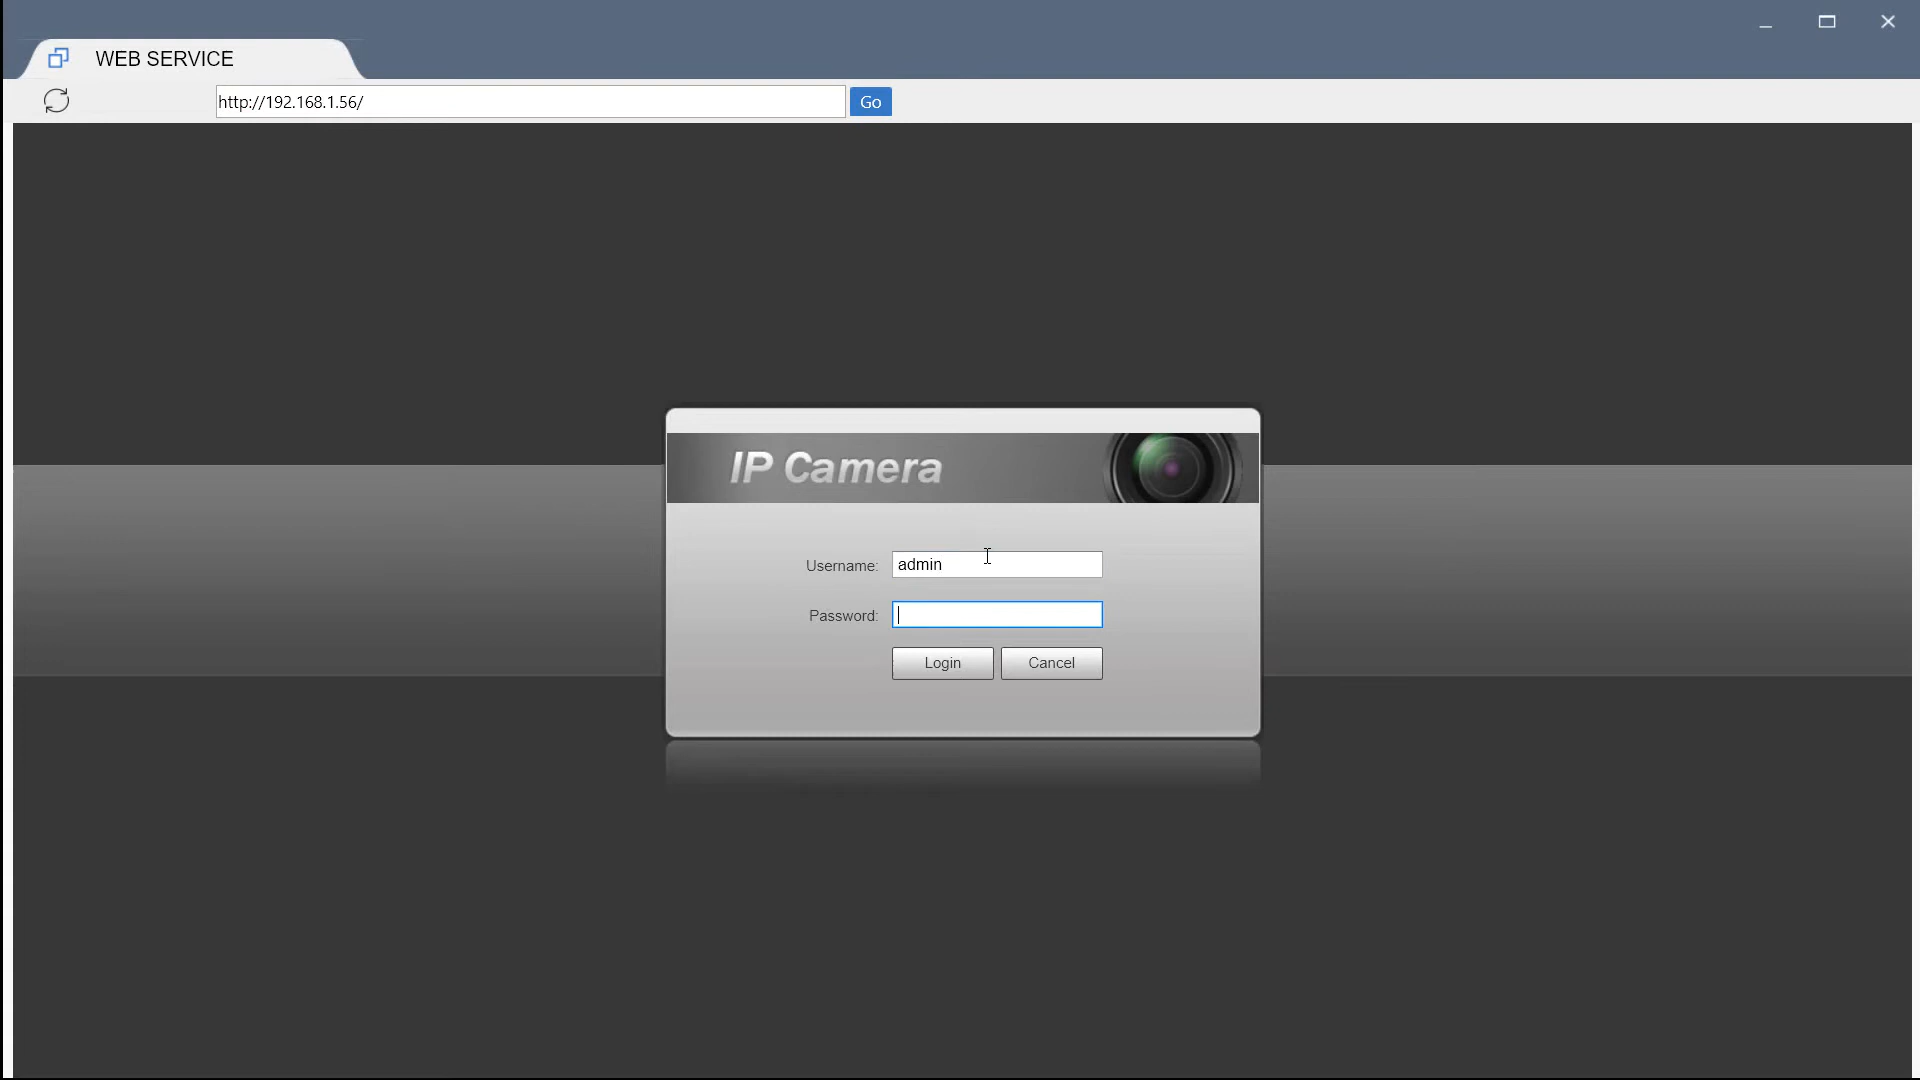 WEB SERVICE
http://192.168.1.56/
Go
IP Camera
Username: admin
Password:
Login Cancel